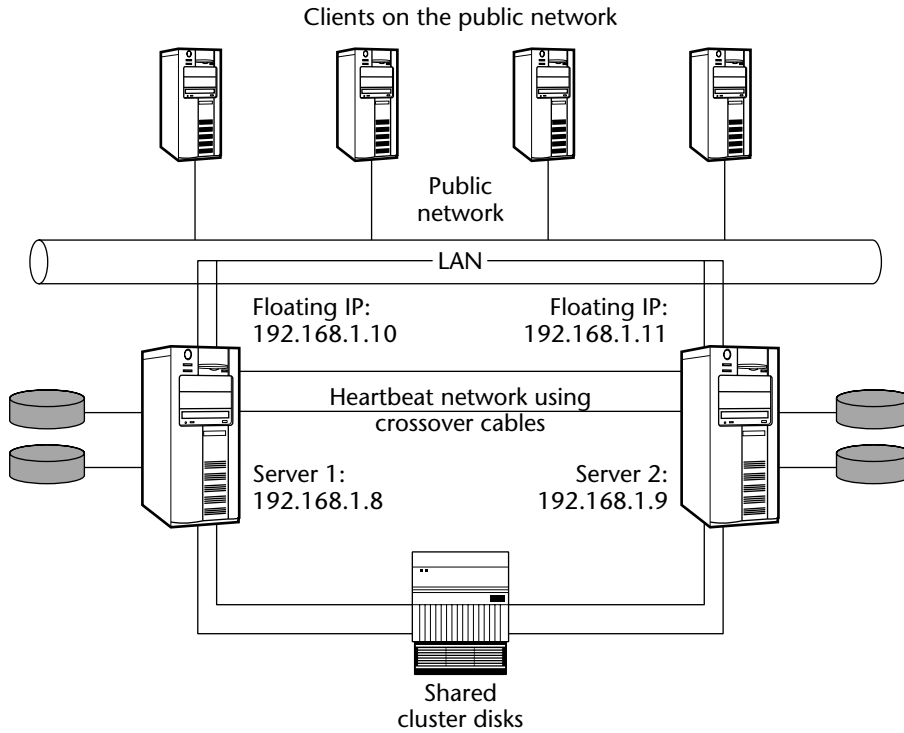 Clients on the public network
Public
network
LAN
Floating IP:
192.168.1.10
Floating IP:
192.168.1.11
Heartbeat network using
crossover cables
Server 1:
192.168.1.8
Server 2:
192.168.1.9
Shared
cluster disks